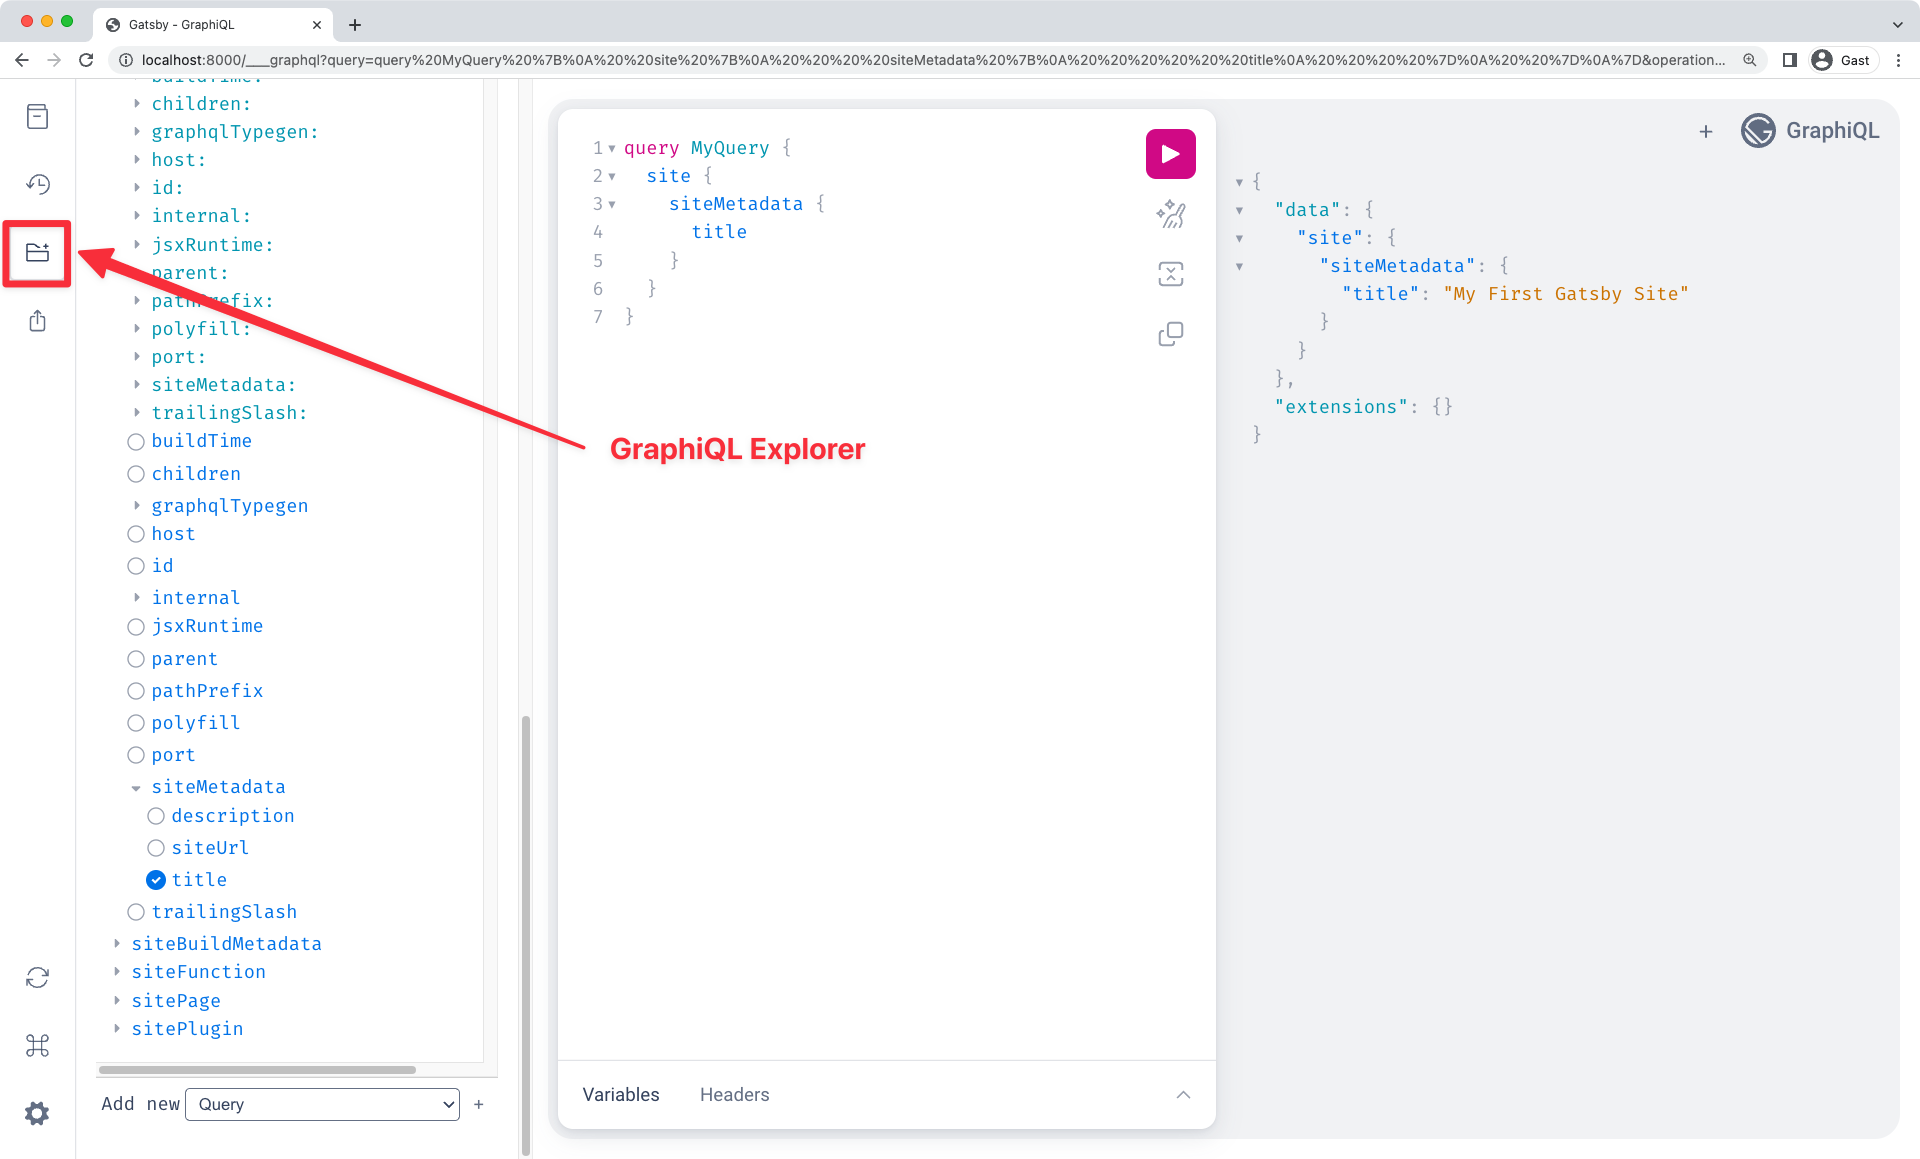 Gatsby - GraphiQL
localhost:8000/___graphql?query=query%20MyQuery%20%7B%0A%20%20site%20%7B%0A%20%20%20%20siteMetadata%20%7B%0A%20%20%20%20%20%20title%0A%20%20%20%20%7D%0A%20%20%7D%0A%7D&operation...
Gast
buildTime:
children:
graphqlTypegen:
host:
id:
internal:
jsxRuntime:
parent:
pathPrefix:
polyfill:
port:
siteMetadata:
trailingSlash:
buildTime
children
graphqlTypegen
host
id
internal
jsxRuntime
parent
pathPrefix
polyfill
port
siteMetadata
description
siteUrl
title
trailingSlash
siteBuildMetadata
siteFunction
sitePage
sitePlugin
Add new Query +
1 query MyQuery {
2 site {
3 siteMetadata {
4 title
5 }
6 }
7 }
GraphiQL Explorer
Variables Headers
+ GraphiQL
{
"data": {
"site": {
"siteMetadata": {
"title": "My First Gatsby Site"
}
}
},
"extensions": {}
}